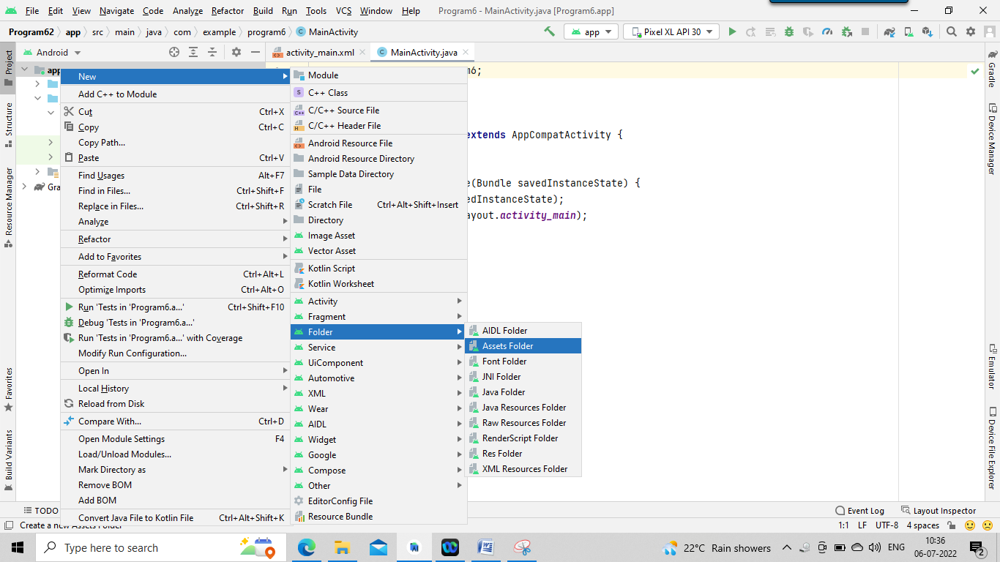 File Edit View Navigate Code Analyze Refactor Build Run Tools VCS Window Help Program6 - MainActivity.java [Program6.app]
Program62 app src main java com example program6 MainActivity
app Pixel XL API 30
Android
activity_main.xml MainActivity.java
Project
Structure
Resource Manager
Favorites
Build Variants
app
Gra
New
Add C++ to Module
Cut Ctrl+X
Copy Ctrl+C
Copy Path...
Paste Ctrl+V
Find Usages Alt+F7
Find in Files... Ctrl+Shift+F
Replace in Files... Ctrl+Shift+R
Analyze
Refactor
Add to Favorites
Reformat Code Ctrl+Alt+L
Optimize Imports Ctrl+Alt+O
Run 'Tests in 'Program6.a...' Ctrl+Shift+F10
Debug 'Tests in 'Program6.a...'
Run 'Tests in 'Program6.a...' with Coverage
Modify Run Configuration...
Open In
Local History
Reload from Disk
Compare With... Ctrl+D
Open Module Settings F4
Load/Unload Modules...
Mark Directory as
Remove BOM
Add BOM
Convert Java File to Kotlin File Ctrl+Alt+Shift+K
Module
C++ Class
C/C++ Source File
C/C++ Header File
Android Resource File
Android Resource Directory
Sample Data Directory
File
Scratch File Ctrl+Alt+Shift+Insert
Directory
Image Asset
Vector Asset
Kotlin Script
Kotlin Worksheet
Activity
Fragment
Folder
Service
UiComponent
Automotive
XML
Wear
AIDL
Widget
Google
Compose
Other
EditorConfig File
Resource Bundle
AIDL Folder
Assets Folder
Font Folder
JNI Folder
Java Folder
Java Resources Folder
Raw Resources Folder
RenderScript Folder
Res Folder
XML Resources Folder
m6;
extends AppCompatActivity {
e(Bundle savedInstanceState) {
edInstanceState);
ayout.activity_main);
Gradle
Device Manager
Emulator
Device File Explorer
TODO
Event Log Layout Inspector
Create a new Assets Folder
1:1 LF UTF-8 4 spaces
Type here to search
22°C Rain showers ENG 10:36
06-07-2022
2